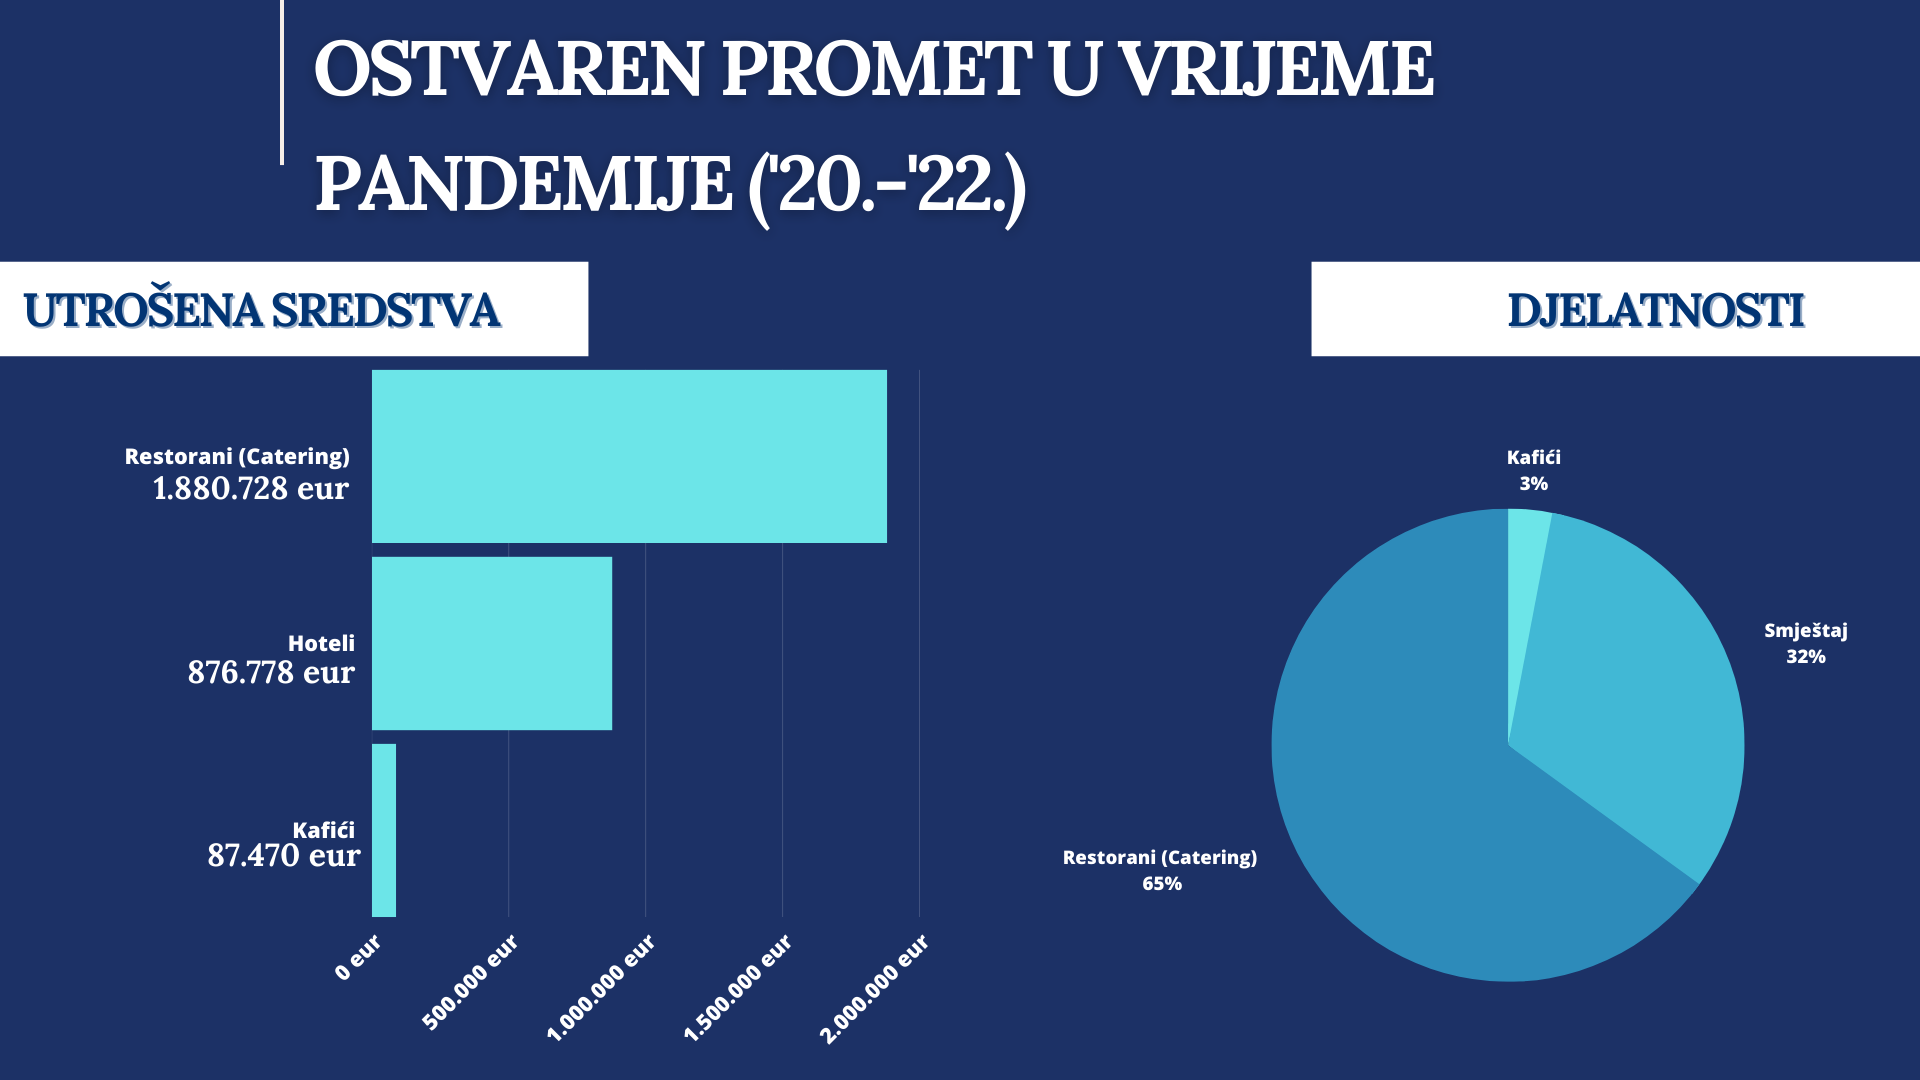 OSTVAREN PROMET U VRIJEME
PANDEMIJE ('20.-'22.)
UTROŠENA SREDSTVA
Restorani (Catering)
1.880.728 eur
Hoteli
876.778 eur
Kafići
87.470 eur
0 eur
500.000 eur
1.000.000 eur
1.500.000 eur
2.000.000 eur
DJELATNOSTI
Kafići
3%
Smještaj
32%
Restorani (Catering)
65%